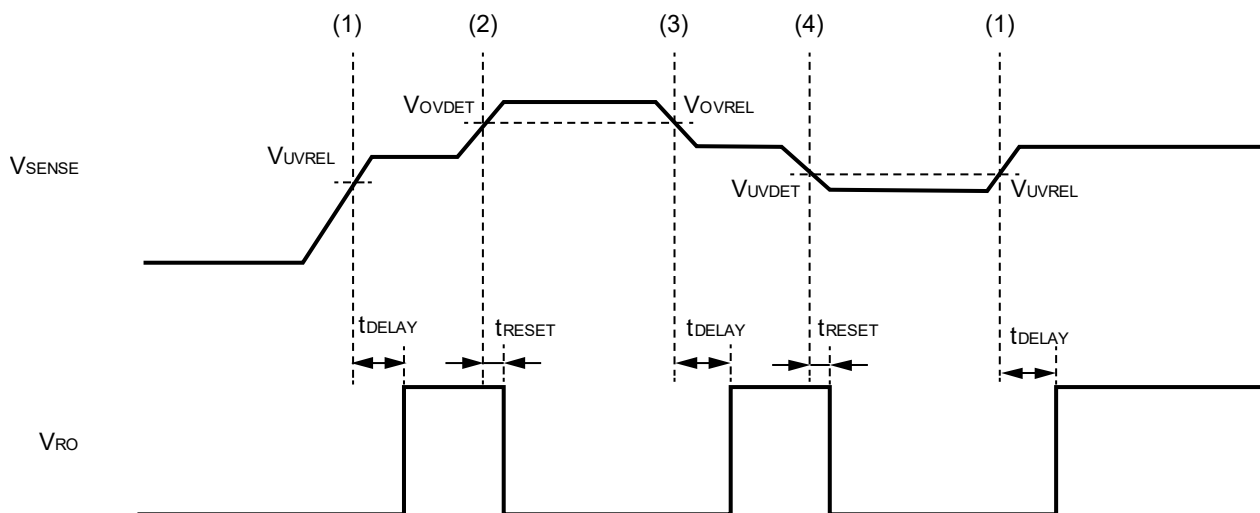 (1) (2) (3) (4) (1)
VOVDET VOVREL
VUVREL
VSENSE
VUVDET VUVREL
tDELAY tRESET tDELAY tRESET tDELAY
VRO